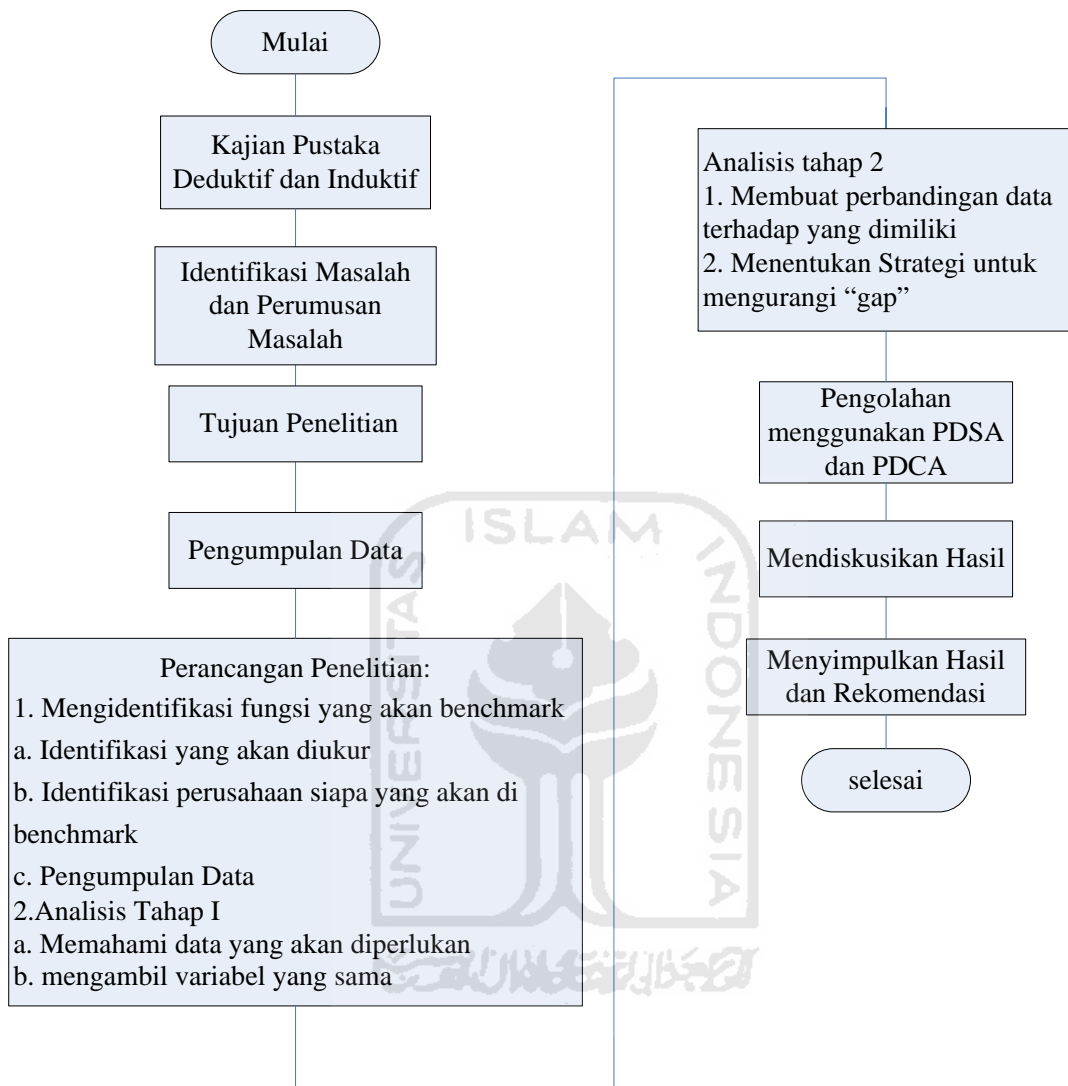 Mulai
Kajian Pustaka
Deduktif dan Induktif
Identifikasi Masalah
dan Perumusan
Masalah
Tujuan Penelitian
Pengumpulan Data
Perancangan Penelitian:
1. Mengidentifikasi fungsi yang akan benchmark
a. Identifikasi yang akan diukur
b. Identifikasi perusahaan siapa yang akan di
benchmark
c. Pengumpulan Data
2.Analisis Tahap I
a. Memahami data yang akan diperlukan
b. mengambil variabel yang sama
Analisis tahap 2
1. Membuat perbandingan data
terhadap yang dimiliki
2. Menentukan Strategi untuk
mengurangi “gap”
Pengolahan
menggunakan PDSA
dan PDCA
Mendiskusikan Hasil
Menyimpulkan Hasil
dan Rekomendasi
selesai
UNIVERSITAS
ISLAM
INDONESIA